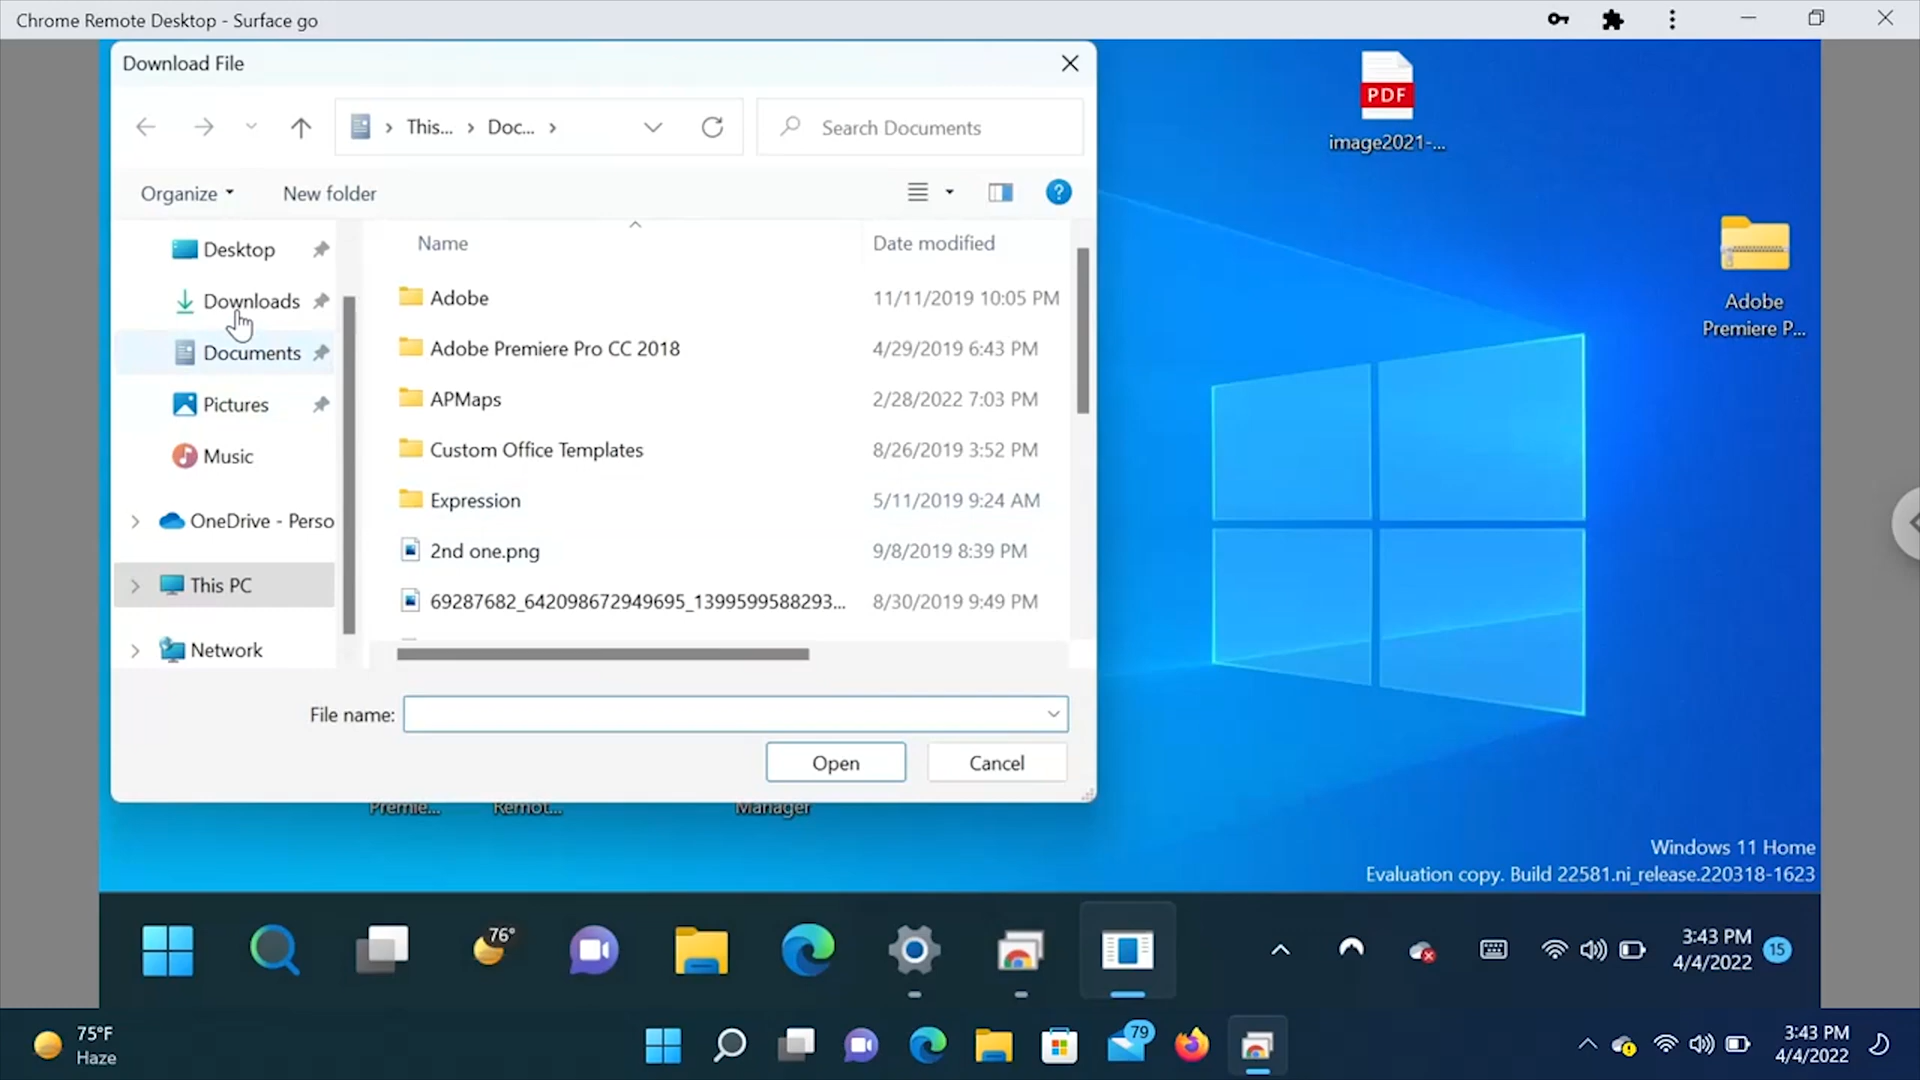 Chrome Remote Desktop - Surface go
Download File
This...
Doc...
Search Documents
Organize
New folder
Name
Date modified
Desktop
Downloads
Documents
Pictures
Music
OneDrive - Perso
This PC
Network
Adobe 11/11/2019 10:05 PM
Adobe Premiere Pro CC 2018 4/29/2019 6:43 PM
APMaps 2/28/2022 7:03 PM
Custom Office Templates 8/26/2019 3:52 PM
Expression 5/11/2019 9:24 AM
2nd one.png 9/8/2019 8:39 PM
69287682_642098672949695_1399599588293... 8/30/2019 9:49 PM
File name:
Open
Cancel
PDF
image2021-...
Adobe
Premiere P...
Premie...
Remot...
Manager
Windows 11 Home
Evaluation copy. Build 22581.ni_release.220318-1623
76°
3:43 PM
4/4/2022
15
75°F
Haze
79
3:43 PM
4/4/2022